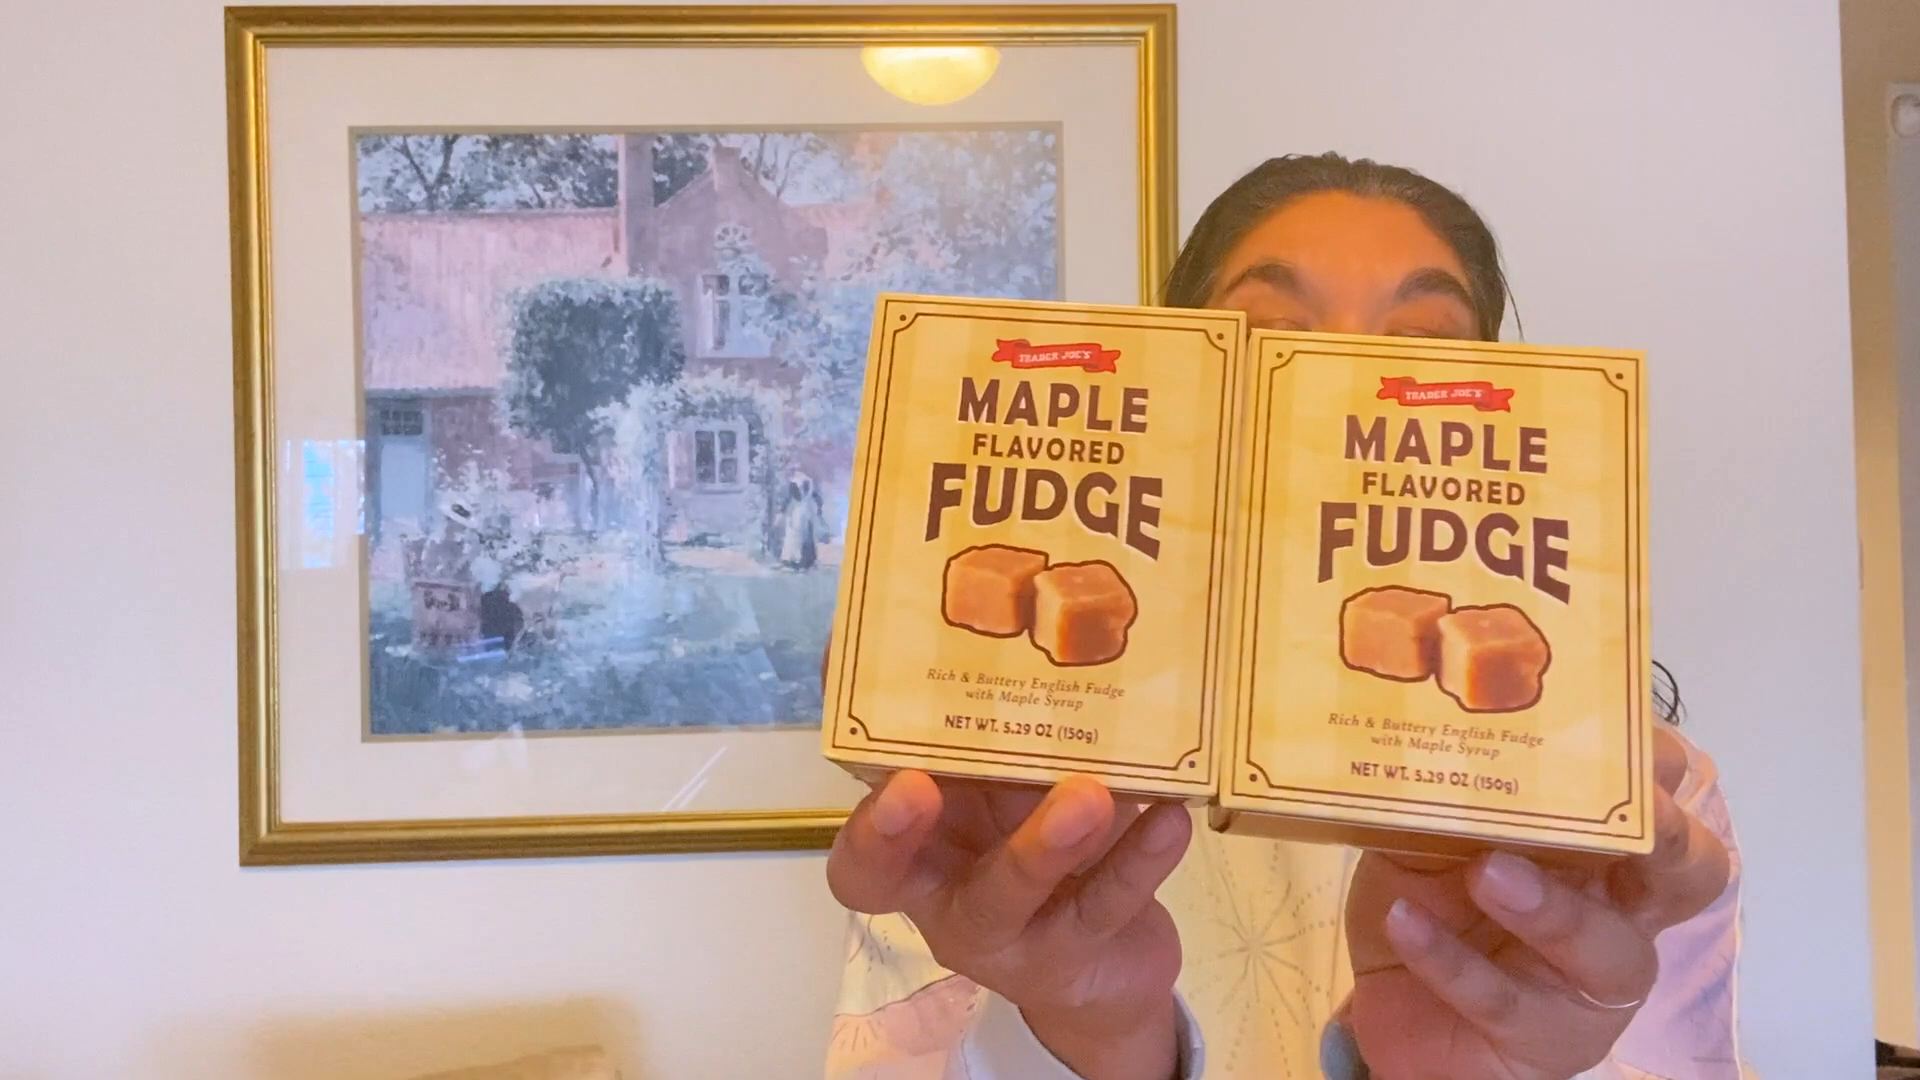 TRADER JOE'S
MAPLE
FLAVORED
FUDGE
Rich & Buttery English Fudge
with Maple Syrup
NET WT. 5.29 OZ (150g)
TRADER JOE'S
MAPLE
FLAVORED
FUDGE
Rich & Buttery English Fudge
with Maple Syrup
NET WT. 5.29 OZ (150g)